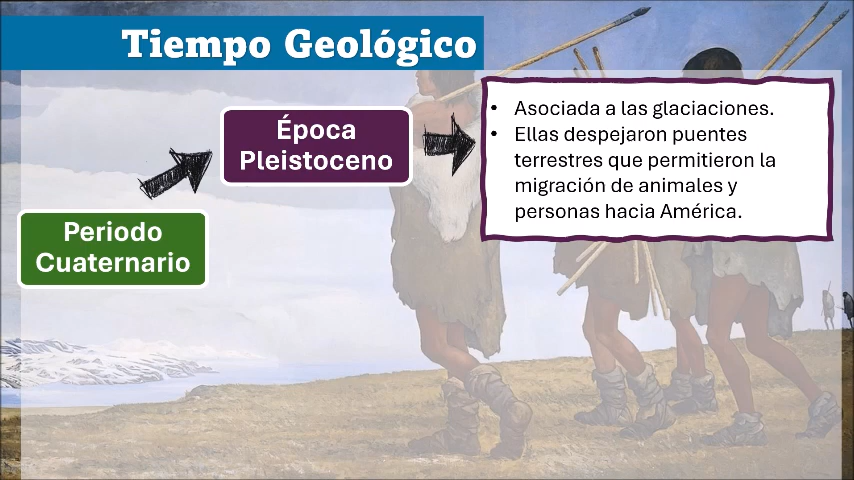 Tiempo Geológico
Época
Pleistoceno
Periodo
Cuaternario
• Asociada a las glaciaciones.
• Ellas despejaron puentes
terrestres que permitieron la
migración de animales y
personas hacia América.